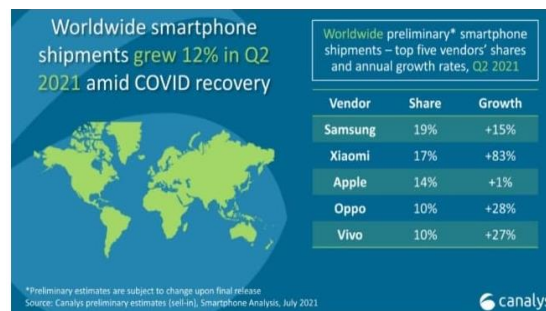 Worldwide smartphone
shipments grew 12% in Q2
2021 amid COVID recovery
Worldwide preliminary* smartphone
shipments – top five vendors' shares
and annual growth rates, Q2 2021
Vendor Share Growth
Samsung 19% +15%
Xiaomi 17% +83%
Apple 14% +1%
Oppo 10% +28%
Vivo 10% +27%
*Preliminary estimates are subject to change upon final release
Source: Canalys preliminary estimates (sell-in), Smartphone Analysis, July 2021
canalys